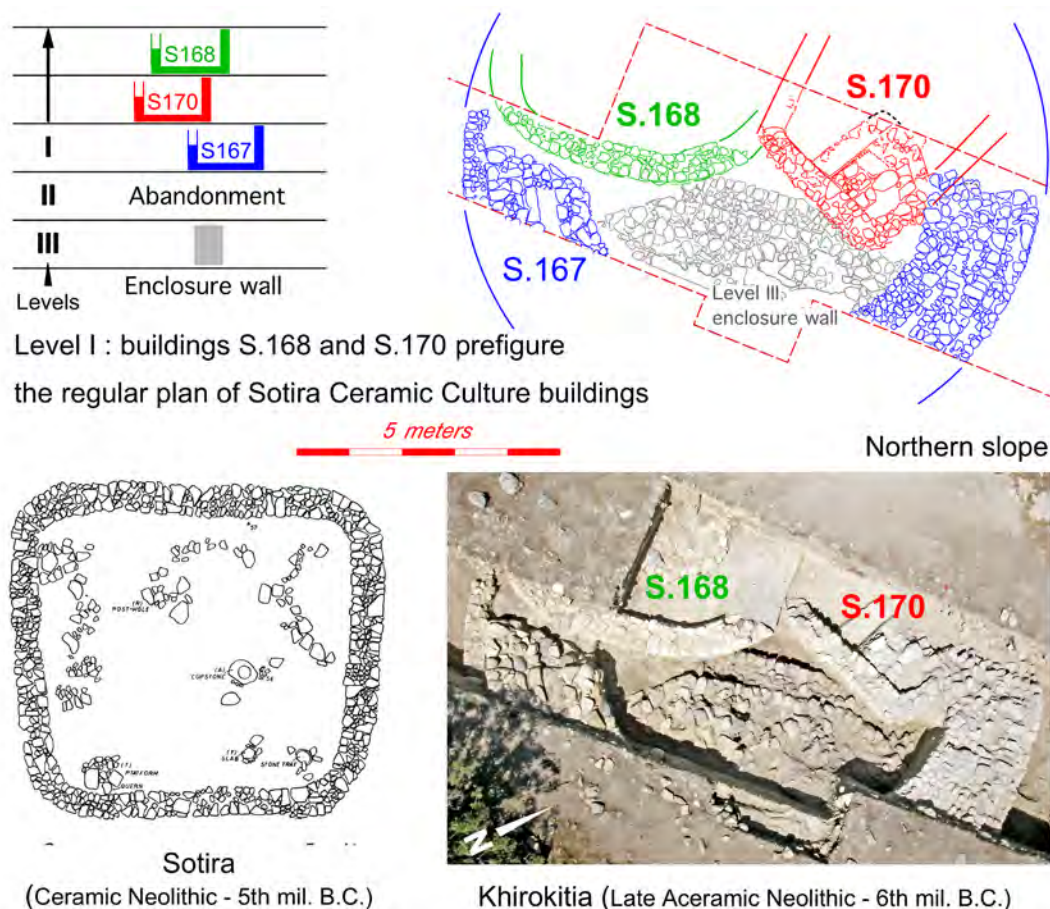 S168
S170
I
S167
II
Abandonment
III
Levels
Enclosure wall
S.168
S.170
S.167
Level III
enclosure wall
Level I : buildings S.168 and S.170 prefigure
the regular plan of Sotira Ceramic Culture buildings
5 meters
Northern slope
POST-HOLE
COPSTONE
SLAB
STONE TRAY
PLATFORM
QUERN
Sotira
(Ceramic Neolithic - 5th mil. B.C.)
S.168
S.170
N
Khirokitia (Late Aceramic Neolithic - 6th mil. B.C.)